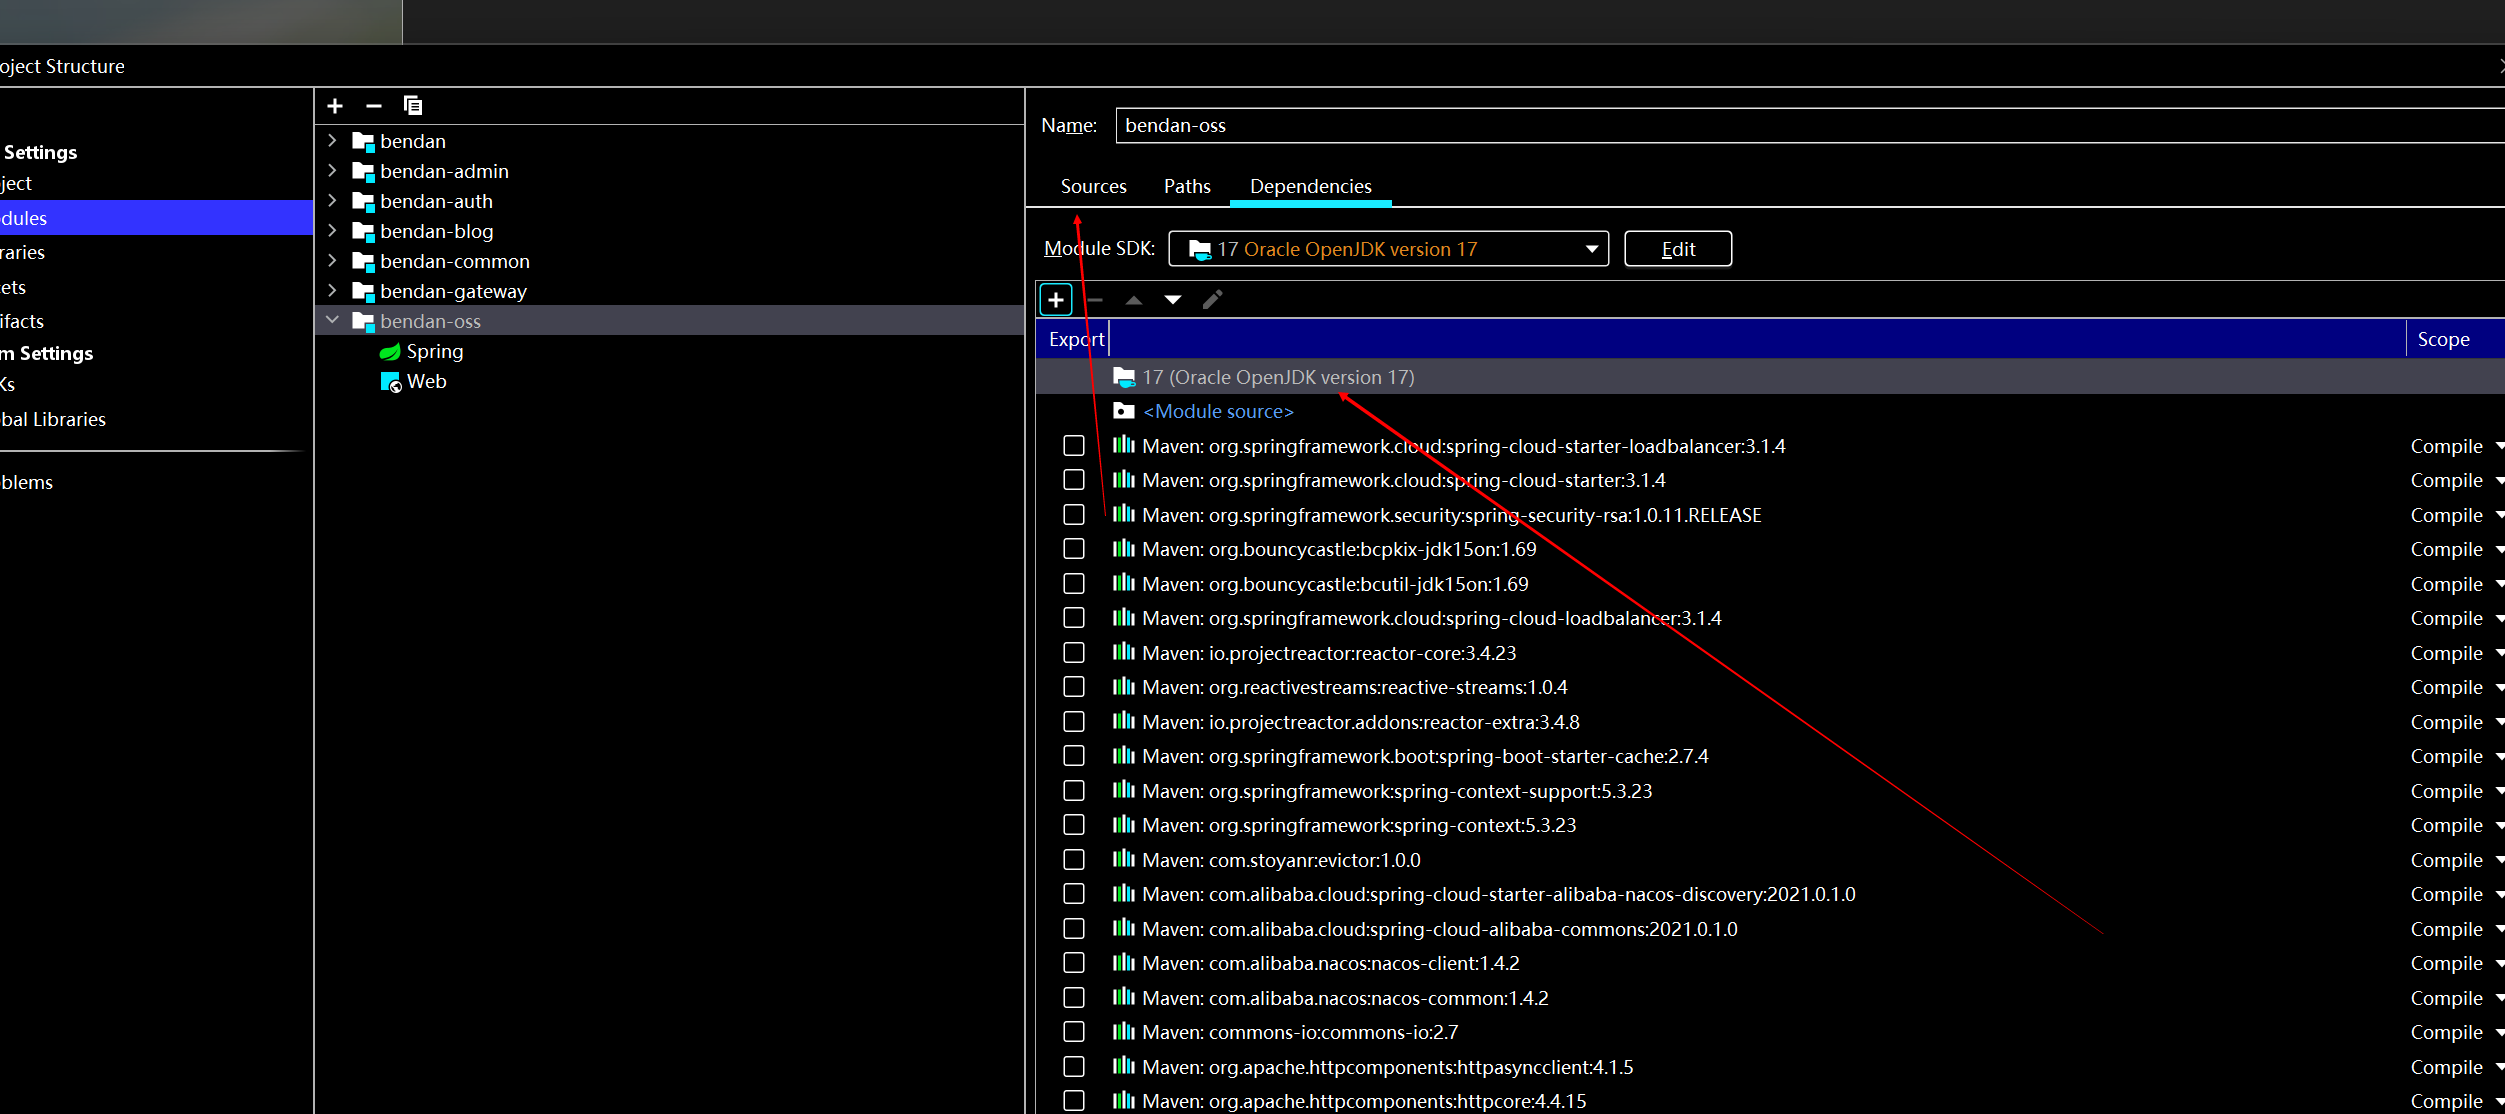 oject Structure
Settings
ject
dules
raries
ets
ifacts
m Settings
Ks
bal Libraries
blems
bendan
bendan-admin
bendan-auth
bendan-blog
bendan-common
bendan-gateway
bendan-oss
Spring
Web
Name: bendan-oss
Sources Paths Dependencies
Module SDK: 17 Oracle OpenJDK version 17 Edit
Export Scope
17 (Oracle OpenJDK version 17)
<Module source>
Maven: org.springframework.cloud:spring-cloud-starter-loadbalancer:3.1.4 Compile
Maven: org.springframework.cloud:spring-cloud-starter:3.1.4 Compile
Maven: org.springframework.security:spring-security-rsa:1.0.11.RELEASE Compile
Maven: org.bouncycastle:bcpkix-jdk15on:1.69 Compile
Maven: org.bouncycastle:bcutil-jdk15on:1.69 Compile
Maven: org.springframework.cloud:spring-cloud-loadbalancer:3.1.4 Compile
Maven: io.projectreactor:reactor-core:3.4.23 Compile
Maven: org.reactivestreams:reactive-streams:1.0.4 Compile
Maven: io.projectreactor.addons:reactor-extra:3.4.8 Compile
Maven: org.springframework.boot:spring-boot-starter-cache:2.7.4 Compile
Maven: org.springframework:spring-context-support:5.3.23 Compile
Maven: org.springframework:spring-context:5.3.23 Compile
Maven: com.stoyanr:evictor:1.0.0 Compile
Maven: com.alibaba.cloud:spring-cloud-starter-alibaba-nacos-discovery:2021.0.1.0 Compile
Maven: com.alibaba.cloud:spring-cloud-alibaba-commons:2021.0.1.0 Compile
Maven: com.alibaba.nacos:nacos-client:1.4.2 Compile
Maven: com.alibaba.nacos:nacos-common:1.4.2 Compile
Maven: commons-io:commons-io:2.7 Compile
Maven: org.apache.httpcomponents:httpasyncclient:4.1.5 Compile
Maven: org.apache.httpcomponents:httpcore:4.4.15 Compile